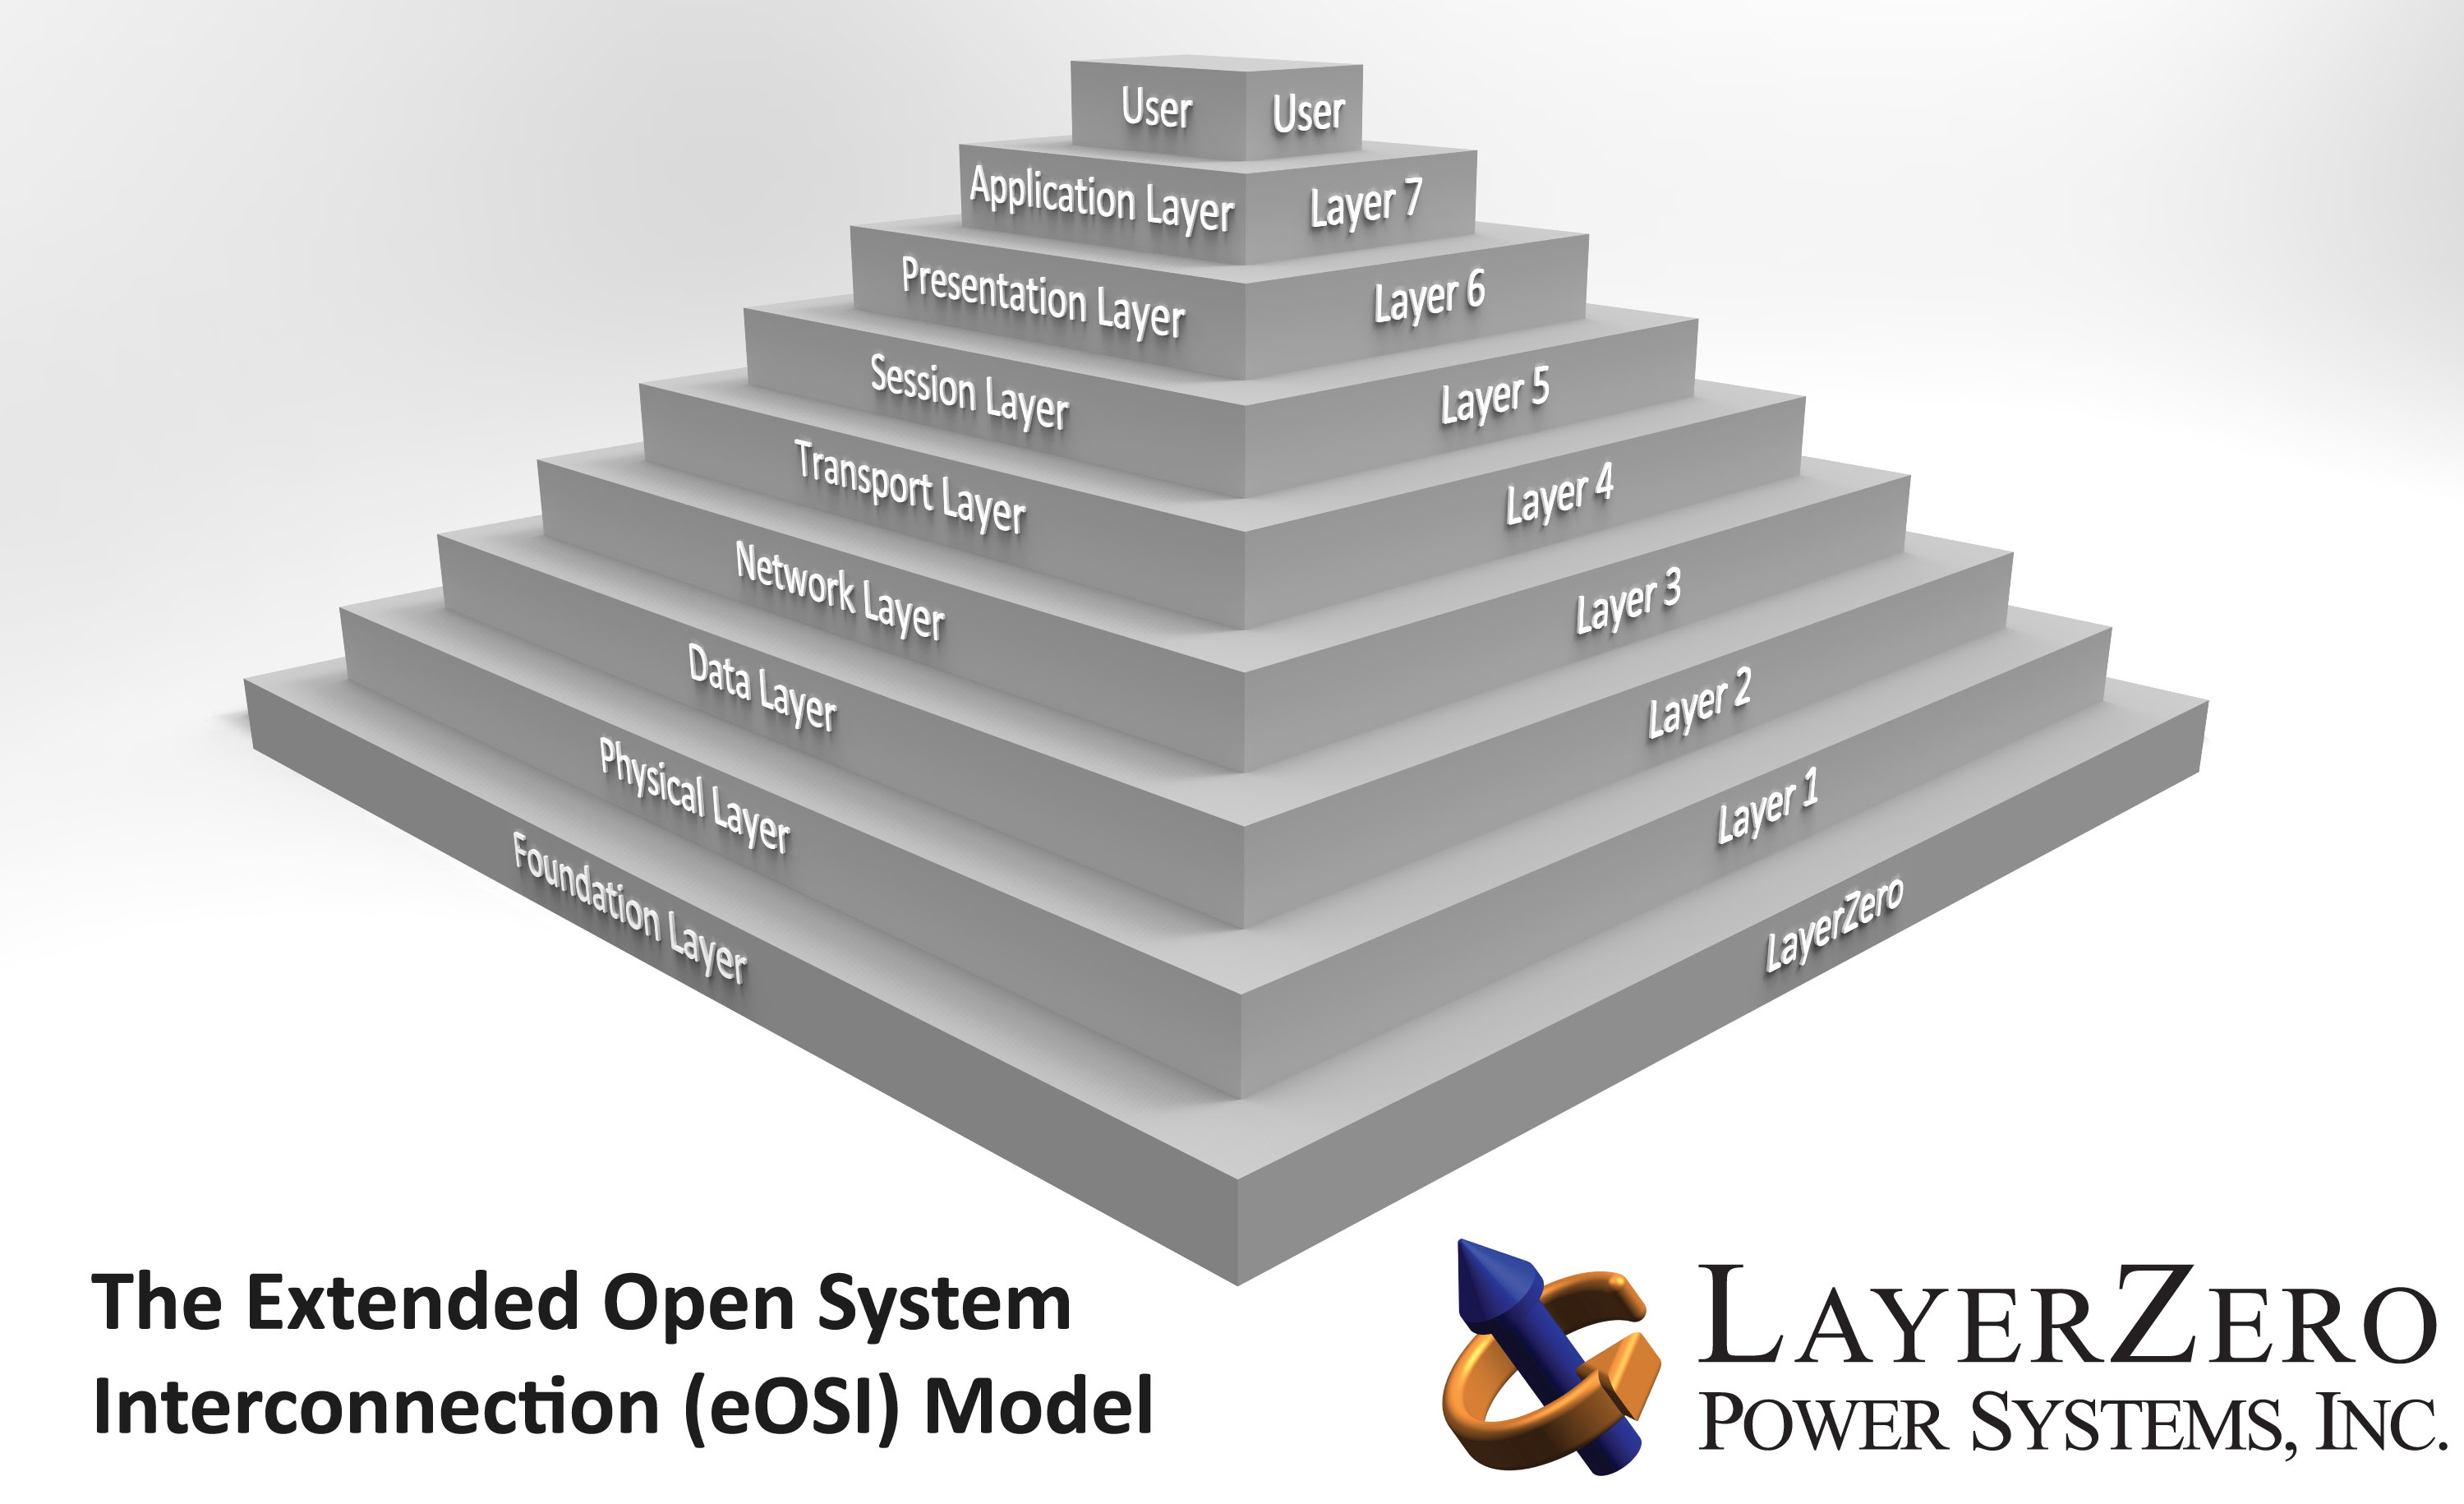 User User
Application Layer Layer 7
Presentation Layer Layer 6
Session Layer Layer 5
Transport Layer Layer 4
Network Layer Layer 3
Data Layer Layer 2
Physical Layer Layer 1
Foundation Layer LayerZero
The Extended Open System
Interconnection (eOSI) Model
LAYERZERO
POWER SYSTEMS, INC.